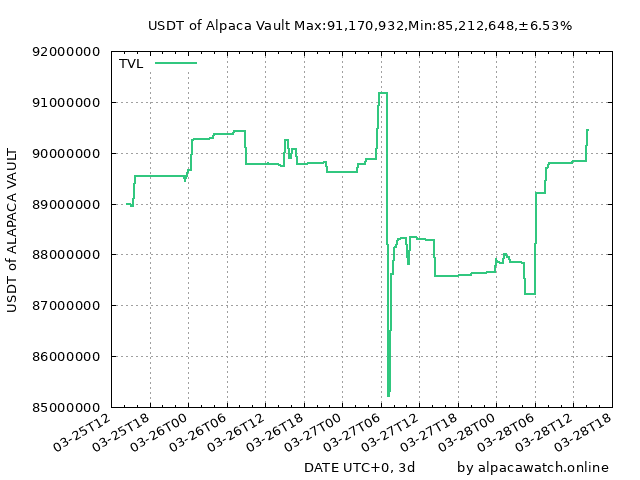 USDT of Alpaca Vault Max:91,170,932,Min:85,212,648,±6.53%
TVL
92000000
91000000
90000000
89000000
88000000
87000000
86000000
85000000
USDT of ALAPACA VAULT
03-25T12
03-25T18
03-26T00
03-26T06
03-26T12
03-26T18
03-27T00
03-27T06
03-27T12
03-27T18
03-28T00
03-28T06
03-28T12
03-28T18
DATE UTC+0, 3d
by alpacawatch.online